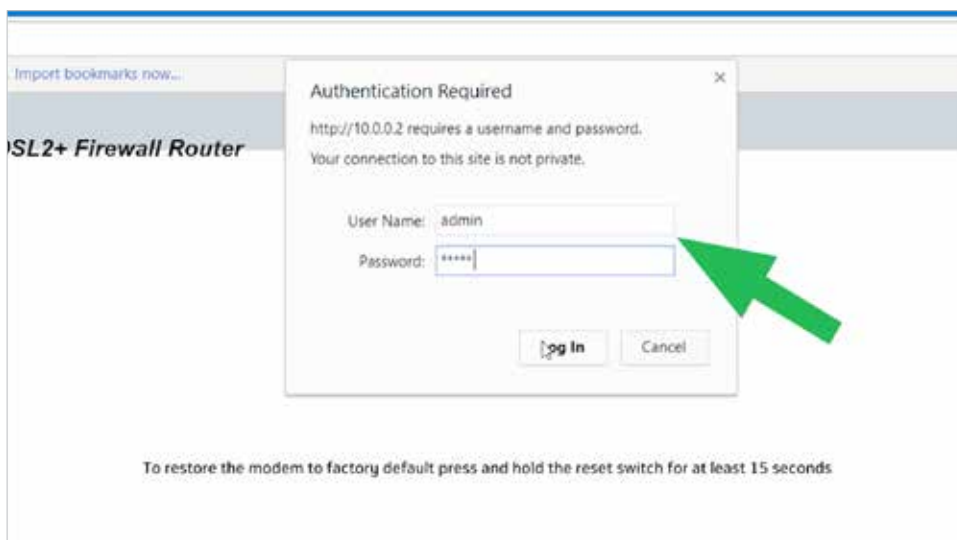 Import bookmarks now...
Authentication Required
http://10.0.0.2 requires a username and password.
Your connection to this site is not private.
DSL2+ Firewall Router
User Name: admin
Password: *****
Log In Cancel
To restore the modem to factory default press and hold the reset switch for at least 15 seconds